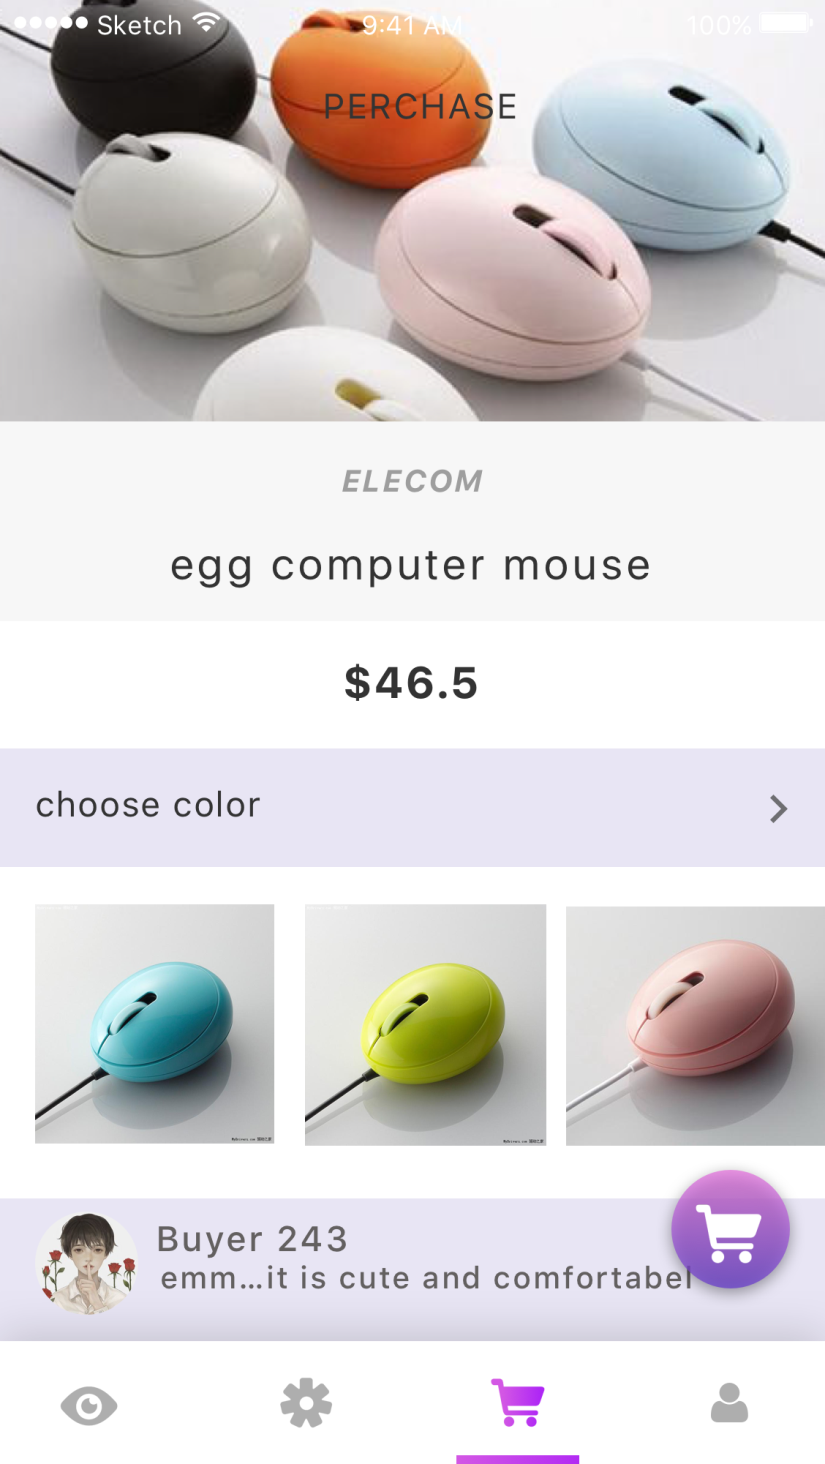 Sketch 9:41 AM 100%
PERCHASE
ELECOM
egg computer mouse
$46.5
choose color
Buyer 243
emm...it is cute and comfortabel